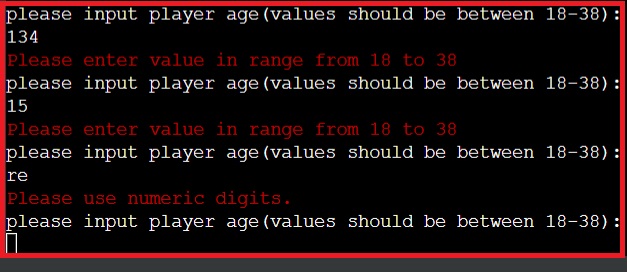 please input player age(values should be between 18-38):
134
Please enter value in range from 18 to 38
please input player age(values should be between 18-38):
15
Please enter value in range from 18 to 38
please input player age(values should be between 18-38):
re
Please use numeric digits.
please input player age(values should be between 18-38):